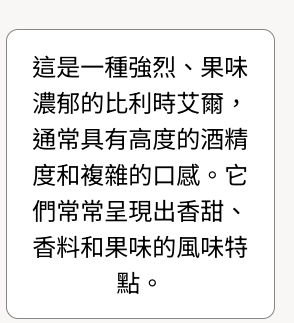 這是一種強烈、果味
濃郁的比利時艾爾，
通常具有高度的酒精
度和複雜的口感。它
們常常呈現出香甜、
香料和果味的風味特
點。